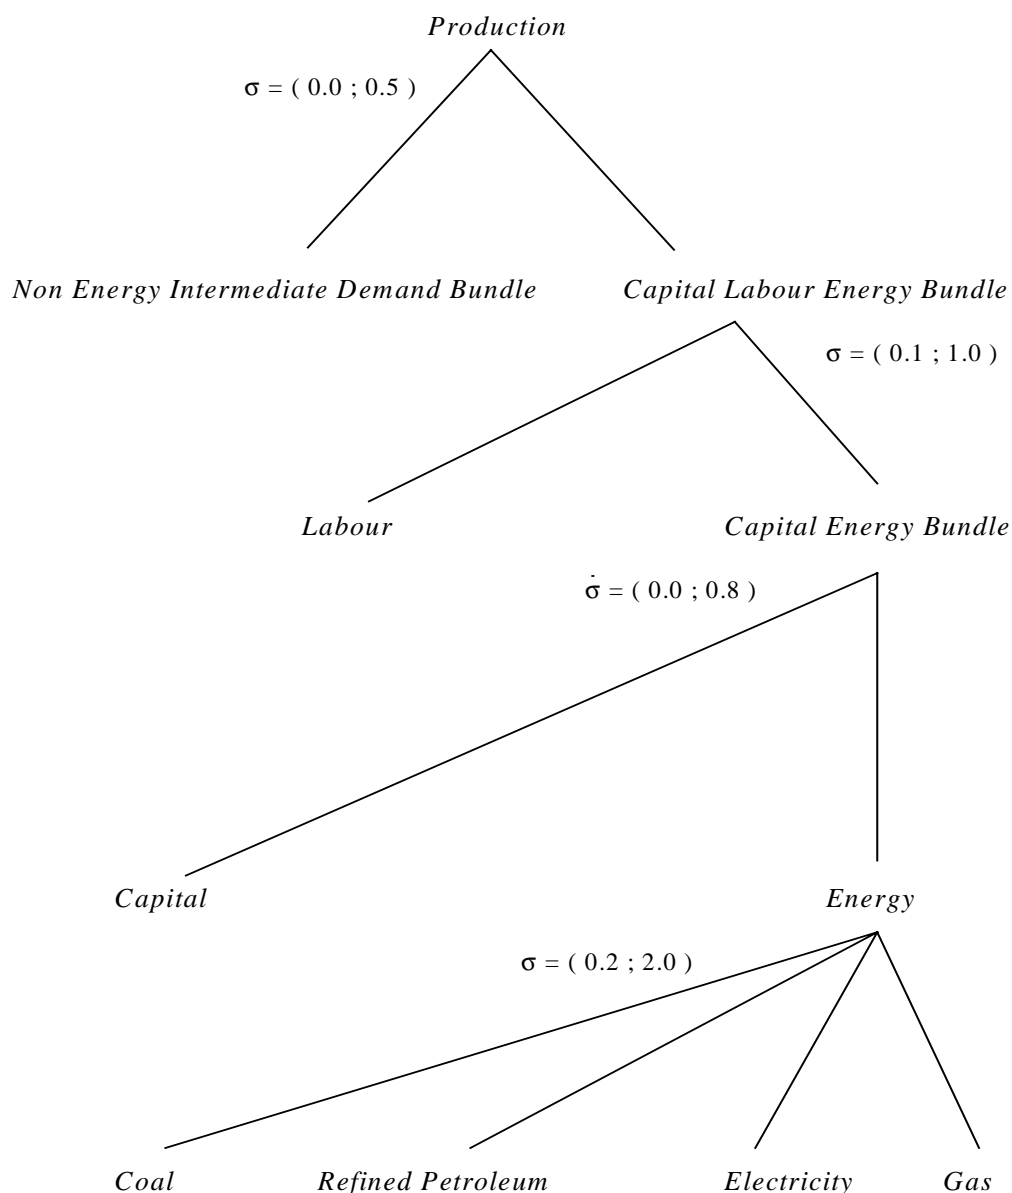 Production
σ = ( 0.0 ; 0.5 )
Non Energy Intermediate Demand Bundle
Capital Labour Energy Bundle
σ = ( 0.1 ; 1.0 )
Labour
Capital Energy Bundle
σ = ( 0.0 ; 0.8 )
Capital
Energy
σ = ( 0.2 ; 2.0 )
Coal
Refined Petroleum
Electricity
Gas